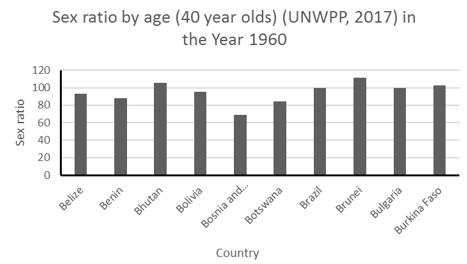 Sex ratio by age (40 year olds) (UNWPP, 2017) in
the Year 1960
120
100
80
60
40
20
0
Sex ratio
Belize
Benin
Bhutan
Bolivia
Bosnia and...
Botswana
Brazil
Brunei
Bulgaria
Burkina Faso
Country